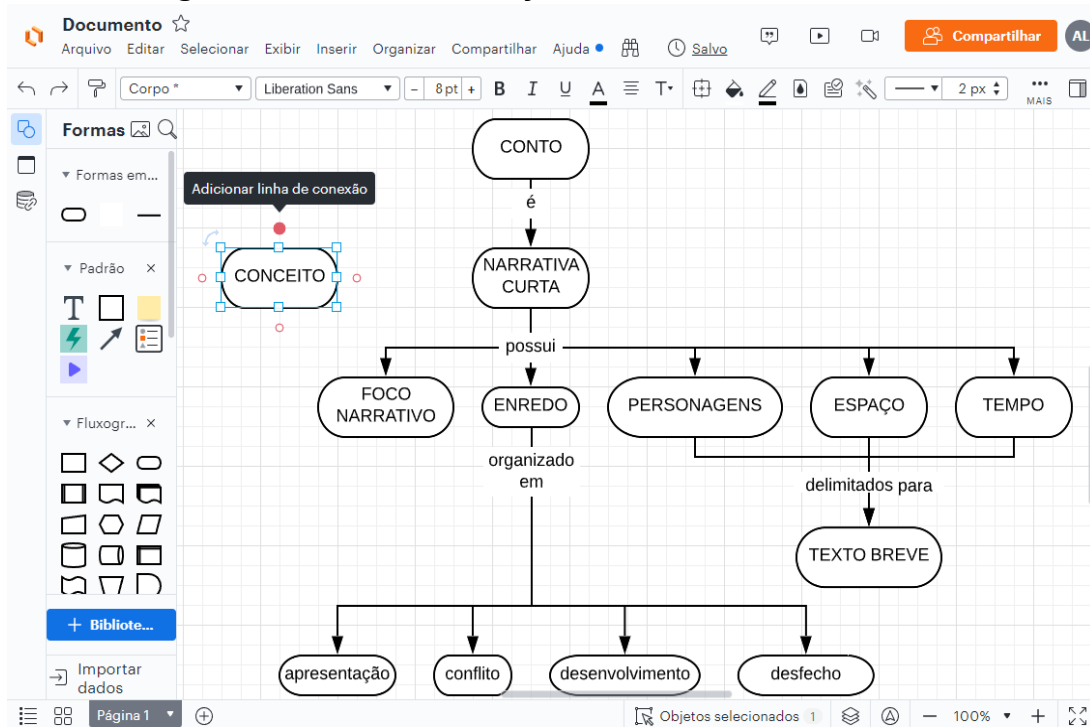 Documento
Arquivo Editar Selecionar Exibir Inserir Organizar Compartilhar Ajuda Salvo
Compartilhar AL
Corpo * Liberation Sans − 8 pt + B I U A T 2 px MAIS
Formas
Formas em...
Padrão ×
T
Fluxogr... ×
+ Bibliote...
Importar
dados
Adicionar linha de conexão
CONCEITO
CONTO
é
NARRATIVA
CURTA
possui
FOCO
NARRATIVO
ENREDO
PERSONAGENS
ESPAÇO
TEMPO
organizado
em
delimitados para
TEXTO BREVE
apresentação
conflito
desenvolvimento
desfecho
Página 1
Objetos selecionados 1 − 100% +